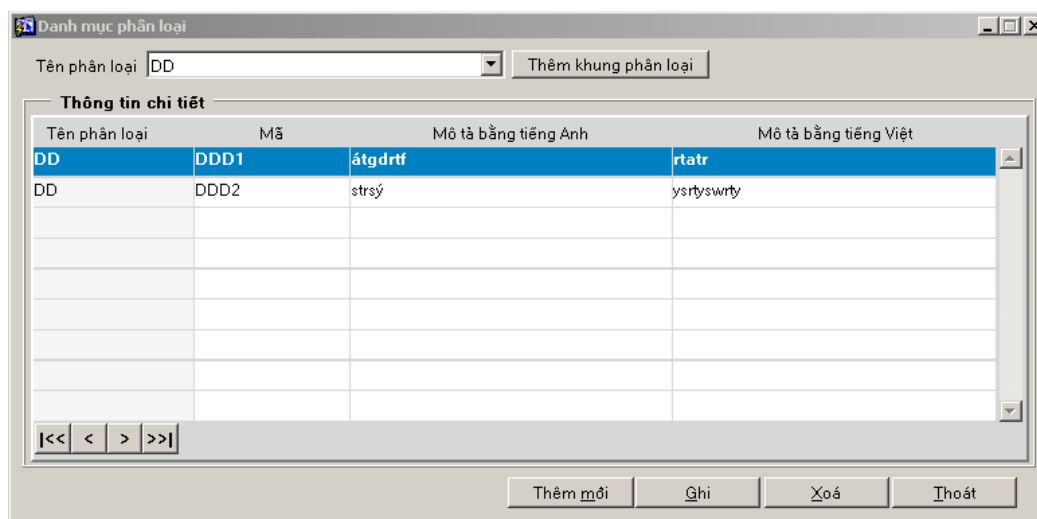 Danh mục phân loại
Tên phân loại DD Thêm khung phân loại
Thông tin chi tiết
Tên phân loại Mã Mô tả bằng tiếng Anh Mô tả bằng tiếng Việt
DD DDD1 átgdrtf rtatr
DD DDD2 strsý ysrtyswrty
|<< < > >>|
Thêm mới Ghi Xoá Thoát